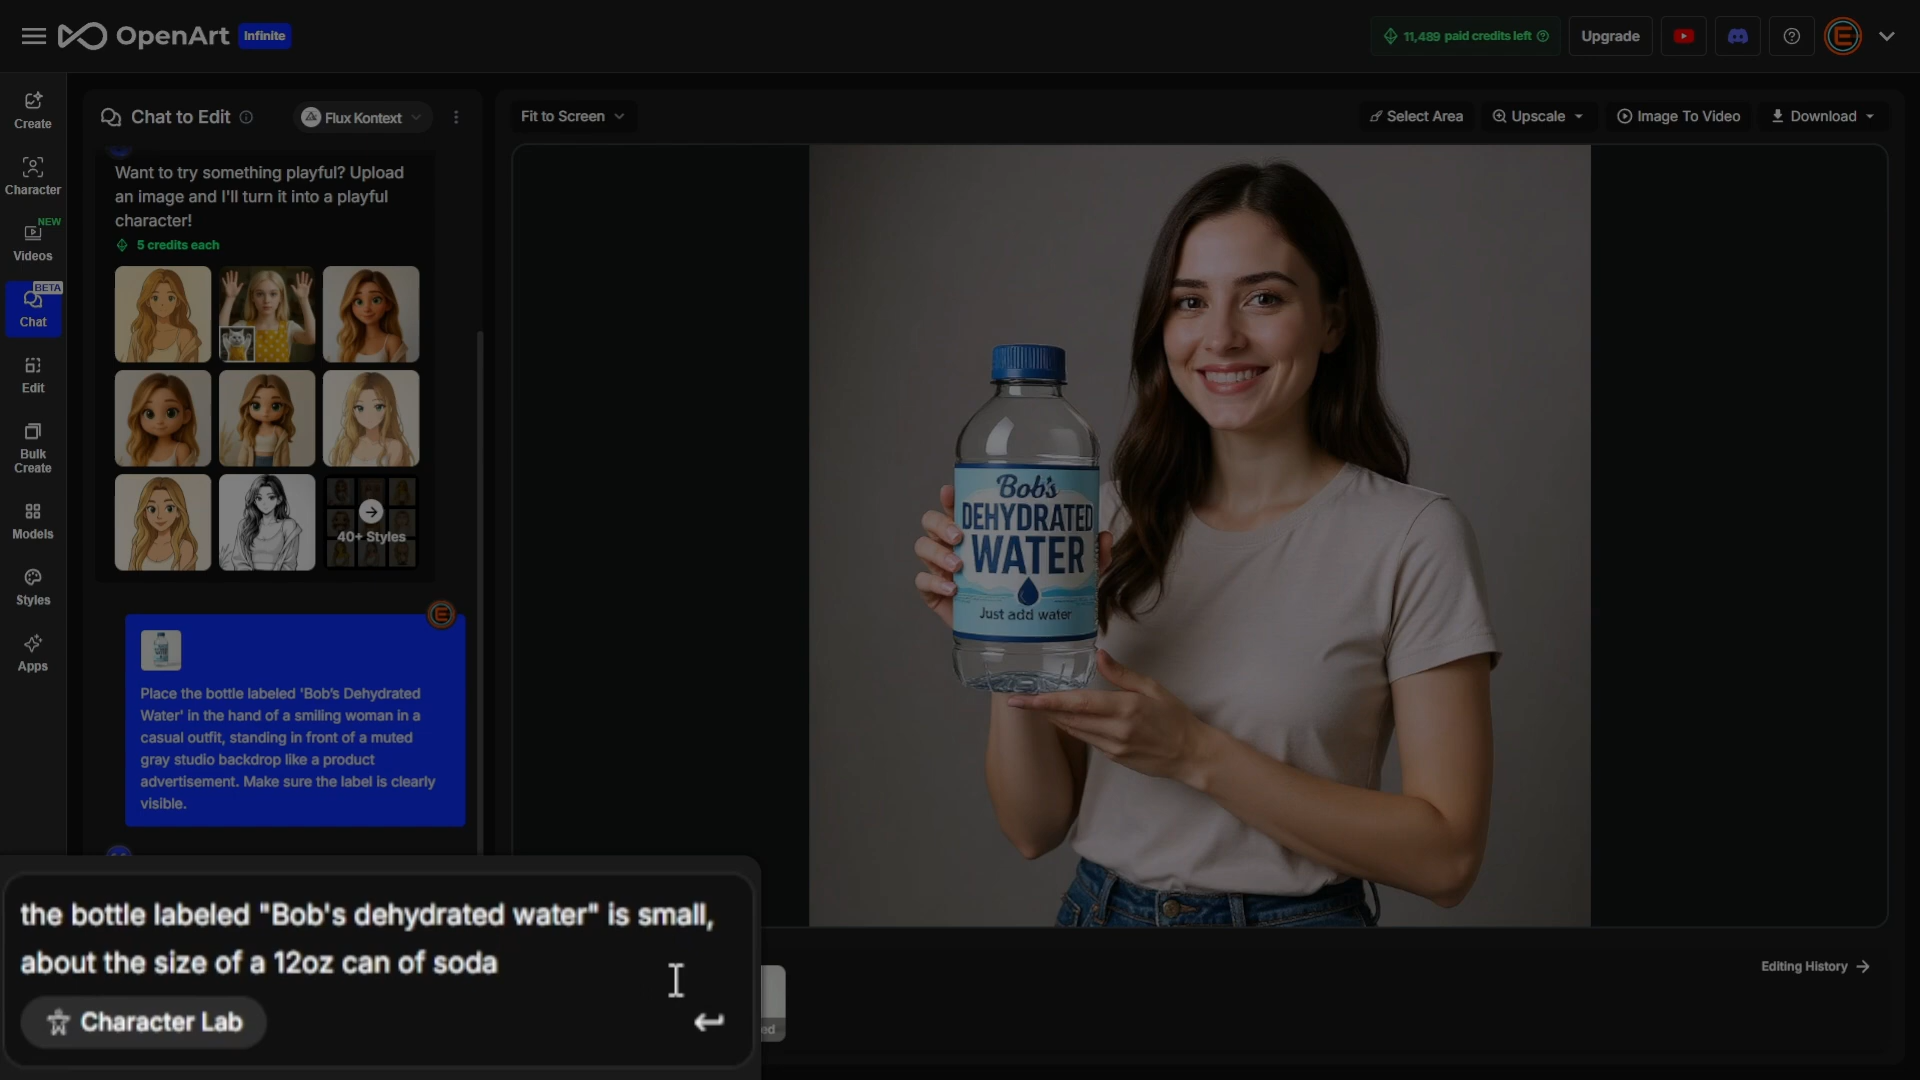 OpenArt
Infinite
11,489 paid credits left
Upgrade
Create
Character
NEW
Videos
BETA
Chat
Edit
Bulk
Create
Models
Styles
Apps
Chat to Edit
Flux Kontext
Want to try something playful? Upload
an image and I'll turn it into a playful
character!
5 credits each
40+ Styles
Place the bottle labeled 'Bob's Dehydrated
Water' in the hand of a smiling woman in a
casual outfit, standing in front of a muted
gray studio backdrop like a product
advertisement. Make sure the label is clearly
visible.
the bottle labeled "Bob's dehydrated water" is small,
about the size of a 12oz can of soda
Character Lab
Fit to Screen
Select Area
Upscale
Image To Video
Download
Bob's
DEHYDRATED
WATER
Just add water
Editing History